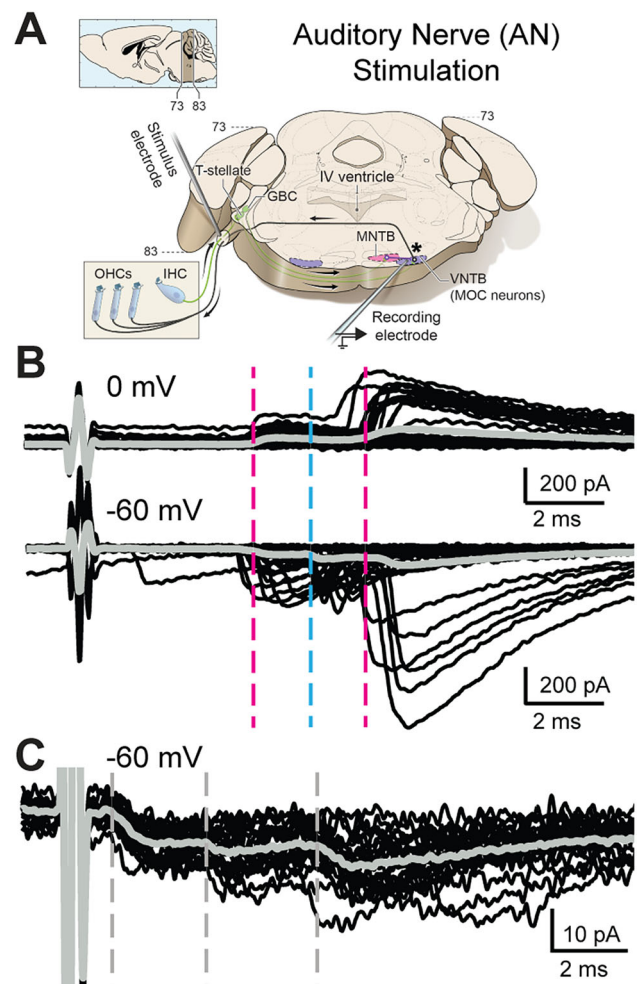 A
Auditory Nerve (AN)
Stimulation
73 83
Stimulus
electrode
73
73
T-stellate
GBC
IV ventricle
83
MNTB
*
OHCs
IHC
VNTB
(MOC neurons)
Recording
electrode
B
0 mV
200 pA
2 ms
-60 mV
200 pA
2 ms
C
-60 mV
10 pA
2 ms